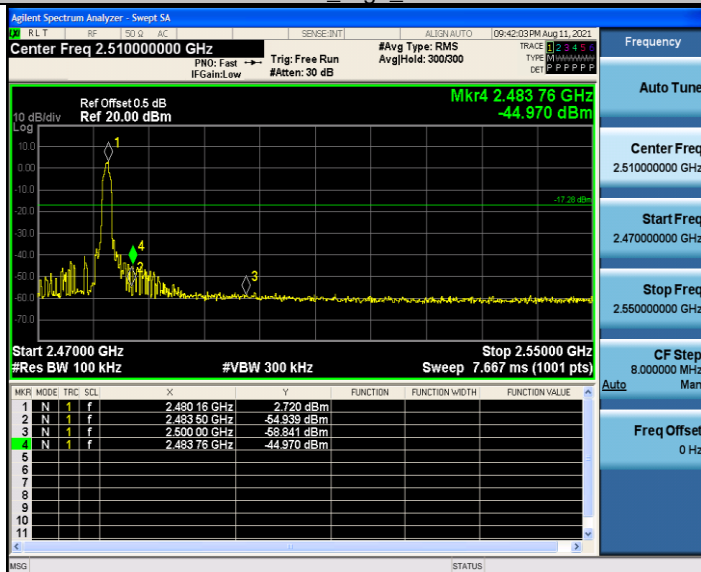 Agilent Spectrum Analyzer - Swept SA
R L T RF 50 Ω AC SENSE:INT ALIGN AUTO 09:42:03 PM Aug 11, 2021
Center Freq 2.510000000 GHz
PNO: Fast
IFGain:Low
Trig: Free Run
#Atten: 30 dB
#Avg Type: RMS
Avg|Hold: 300/300
TRACE 1 2 3 4 5 6
TYPE M
DET P P P P P P
Mkr4 2.483 76 GHz
-44.970 dBm
Ref Offset 0.5 dB
10 dB/div Ref 20.00 dBm
Log
10.0
0.00
-10.0
-20.0
-30.0
-40.0
-50.0
-60.0
-70.0
1
4
2
3
-17.28 dBm
Start 2.47000 GHz Stop 2.55000 GHz
#Res BW 100 kHz #VBW 300 kHz Sweep 7.667 ms (1001 pts)
MKR MODE TRC SCL X Y FUNCTION FUNCTION WIDTH FUNCTION VALUE
1 N 1 f 2.480 16 GHz 2.720 dBm
2 N 1 f 2.483 50 GHz -54.939 dBm
3 N 1 f 2.500 00 GHz -58.841 dBm
4 N 1 f 2.483 76 GHz -44.970 dBm
5
6
7
8
9
10
11
MSG STATUS
Frequency
Auto Tune
Center Freq
2.510000000 GHz
Start Freq
2.470000000 GHz
Stop Freq
2.550000000 GHz
CF Step
8.000000 MHz
Auto Man
Freq Offset
0 Hz